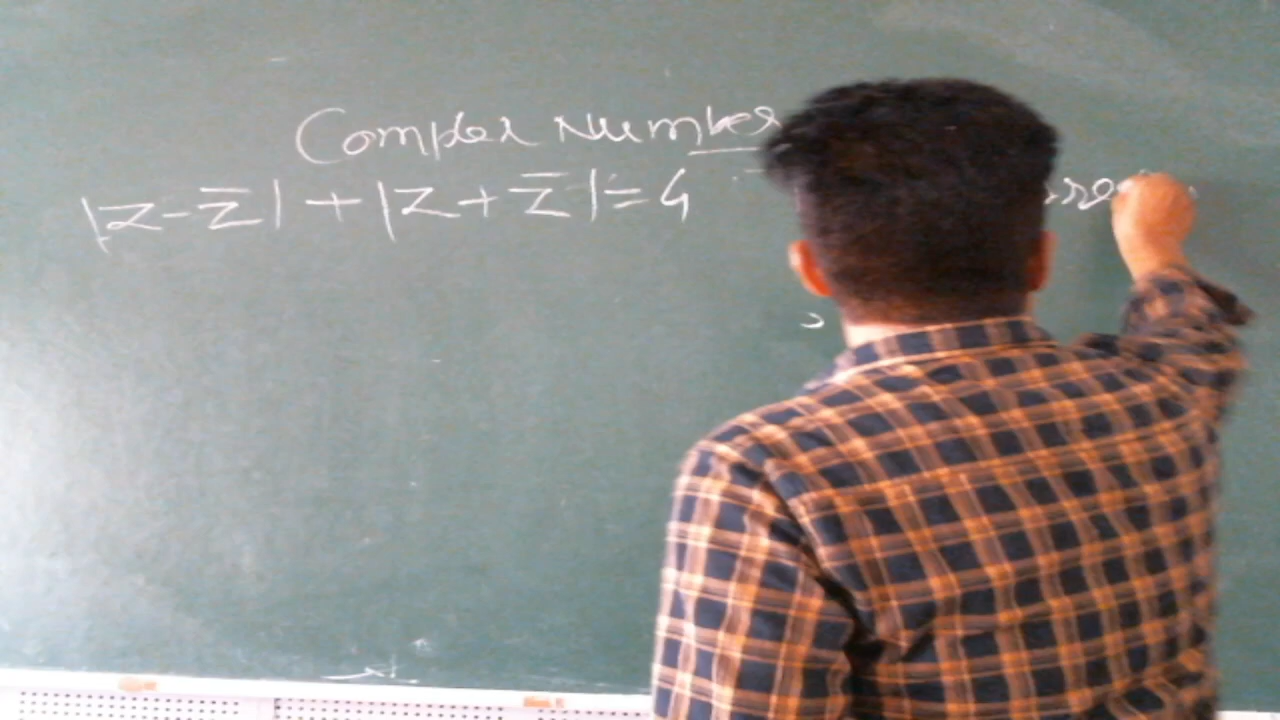 Complex Number
|z-z̅| + |z+z̅| = 4